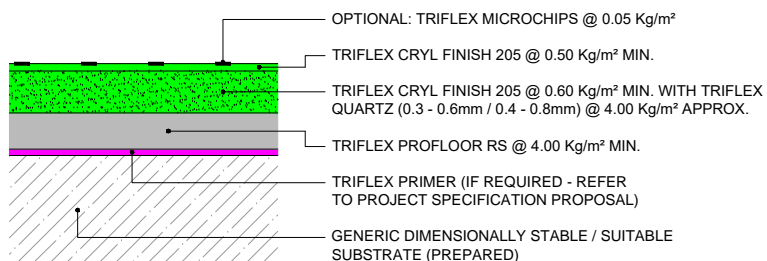 OPTIONAL: TRIFLEX MICROCHIPS @ 0.05 Kg/m²
TRIFLEX CRYL FINISH 205 @ 0.50 Kg/m² MIN.
TRIFLEX CRYL FINISH 205 @ 0.60 Kg/m² MIN. WITH TRIFLEX
QUARTZ (0.3 - 0.6mm / 0.4 - 0.8mm) @ 4.00 Kg/m² APPROX.
TRIFLEX PROFLOOR RS @ 4.00 Kg/m² MIN.
TRIFLEX PRIMER (IF REQUIRED - REFER
TO PROJECT SPECIFICATION PROPOSAL)
GENERIC DIMENSIONALLY STABLE / SUITABLE
SUBSTRATE (PREPARED)